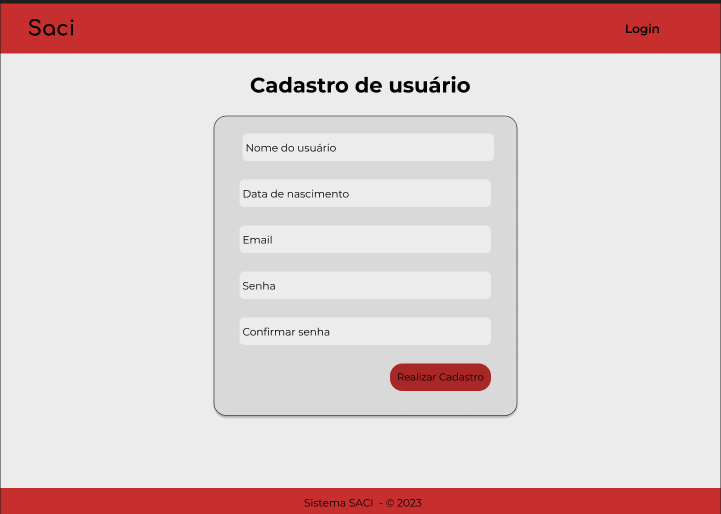 Saci
Login
Cadastro de usuário
Nome do usuário
Data de nascimento
Email
Senha
Confirmar senha
Realizar Cadastro
Sistema SACI - © 2023